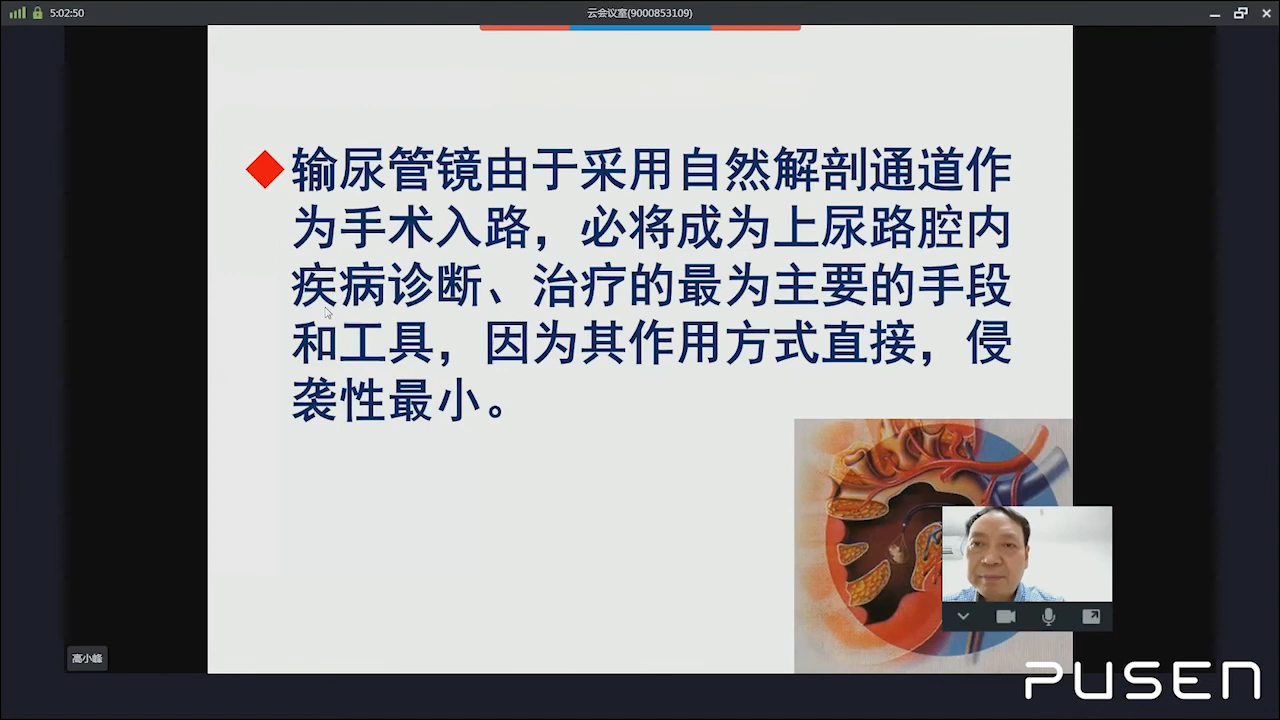 5:02:50
云会议室(9000853109)
输尿管镜由于采用自然解剖通道作
为手术入路，必将成为上尿路腔内
疾病诊断、治疗的最为主要的手段
和工具，因为其作用方式直接，侵
袭性最小。
高小峰
PUSEN